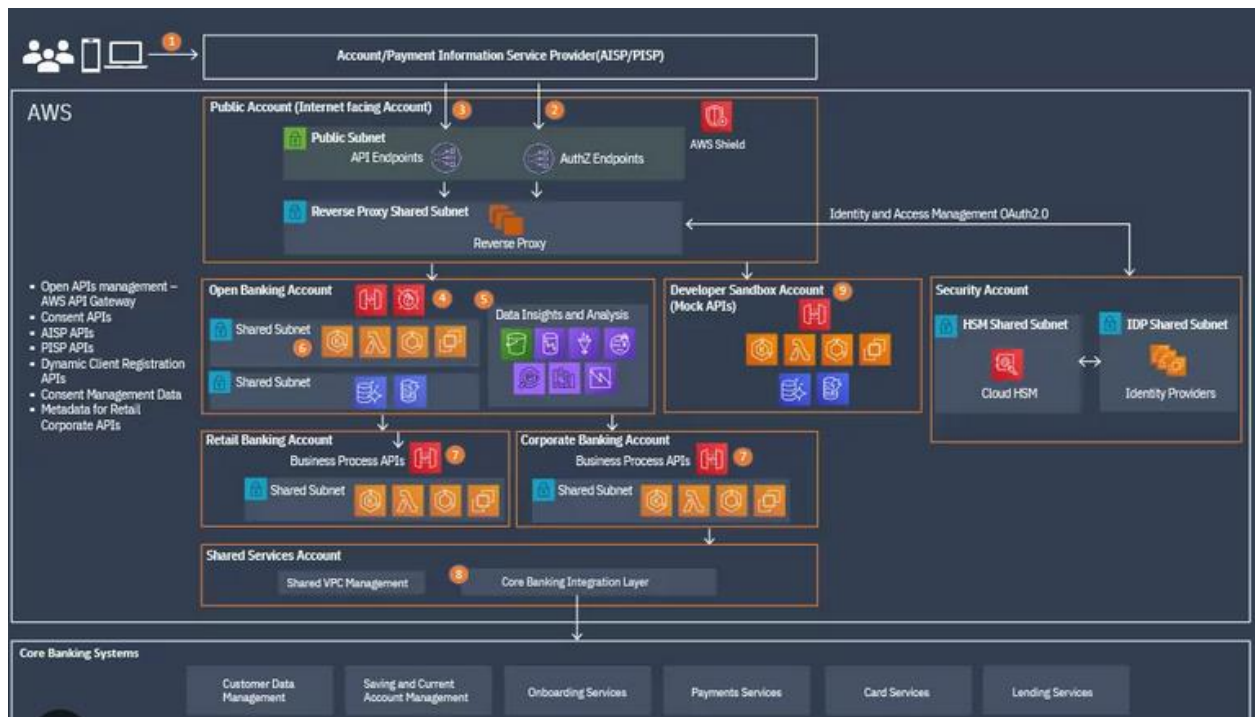 1
Account/Payment Information Service Provider(AISP/PISP)
AWS
Public Account (Internet facing Account)
3
2
Public Subnet
API Endpoints
AuthZ Endpoints
AWS Shield
Reverse Proxy Shared Subnet
Reverse Proxy
Identity and Access Management OAuth2.0
▪ Open APIs management –
AWS API Gateway
▪ Consent APIs
▪ AISP APIs
▪ PISP APIs
▪ Dynamic Client Registration
APIs
▪ Consent Management Data
▪ Metadata for Retail
Corporate APIs
Open Banking Account
4
5
Data Insights and Analysis
Shared Subnet
6
Shared Subnet
Developer Sandbox Account
9
(Mock APIs)
Security Account
HSM Shared Subnet
Cloud HSM
IDP Shared Subnet
Identity Providers
Retail Banking Account
Business Process APIs
7
Shared Subnet
Corporate Banking Account
Business Process APIs
7
Shared Subnet
Shared Services Account
Shared VPC Management
8
Core Banking Integration Layer
Core Banking Systems
Customer Data
Management
Saving and Current
Account Management
Onboarding Services
Payments Services
Card Services
Lending Services